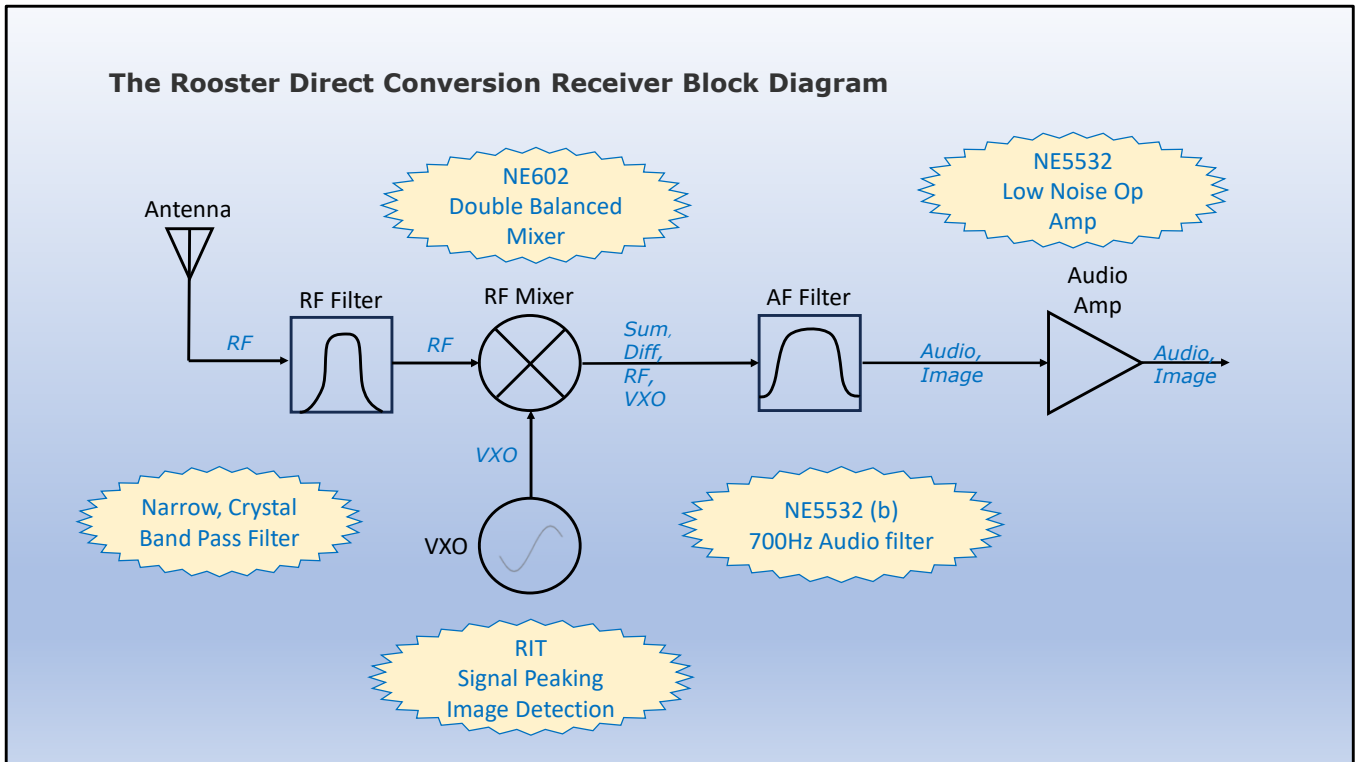 The Rooster Direct Conversion Receiver Block Diagram
NE602
Double Balanced
Mixer
NE5532
Low Noise Op
Amp
Antenna
RF Filter
RF Mixer
AF Filter
Audio
Amp
RF
RF
Sum,
Diff,
RF,
VXO
Audio,
Image
Audio,
Image
VXO
Narrow, Crystal
Band Pass Filter
VXO
NE5532 (b)
700Hz Audio filter
RIT
Signal Peaking
Image Detection